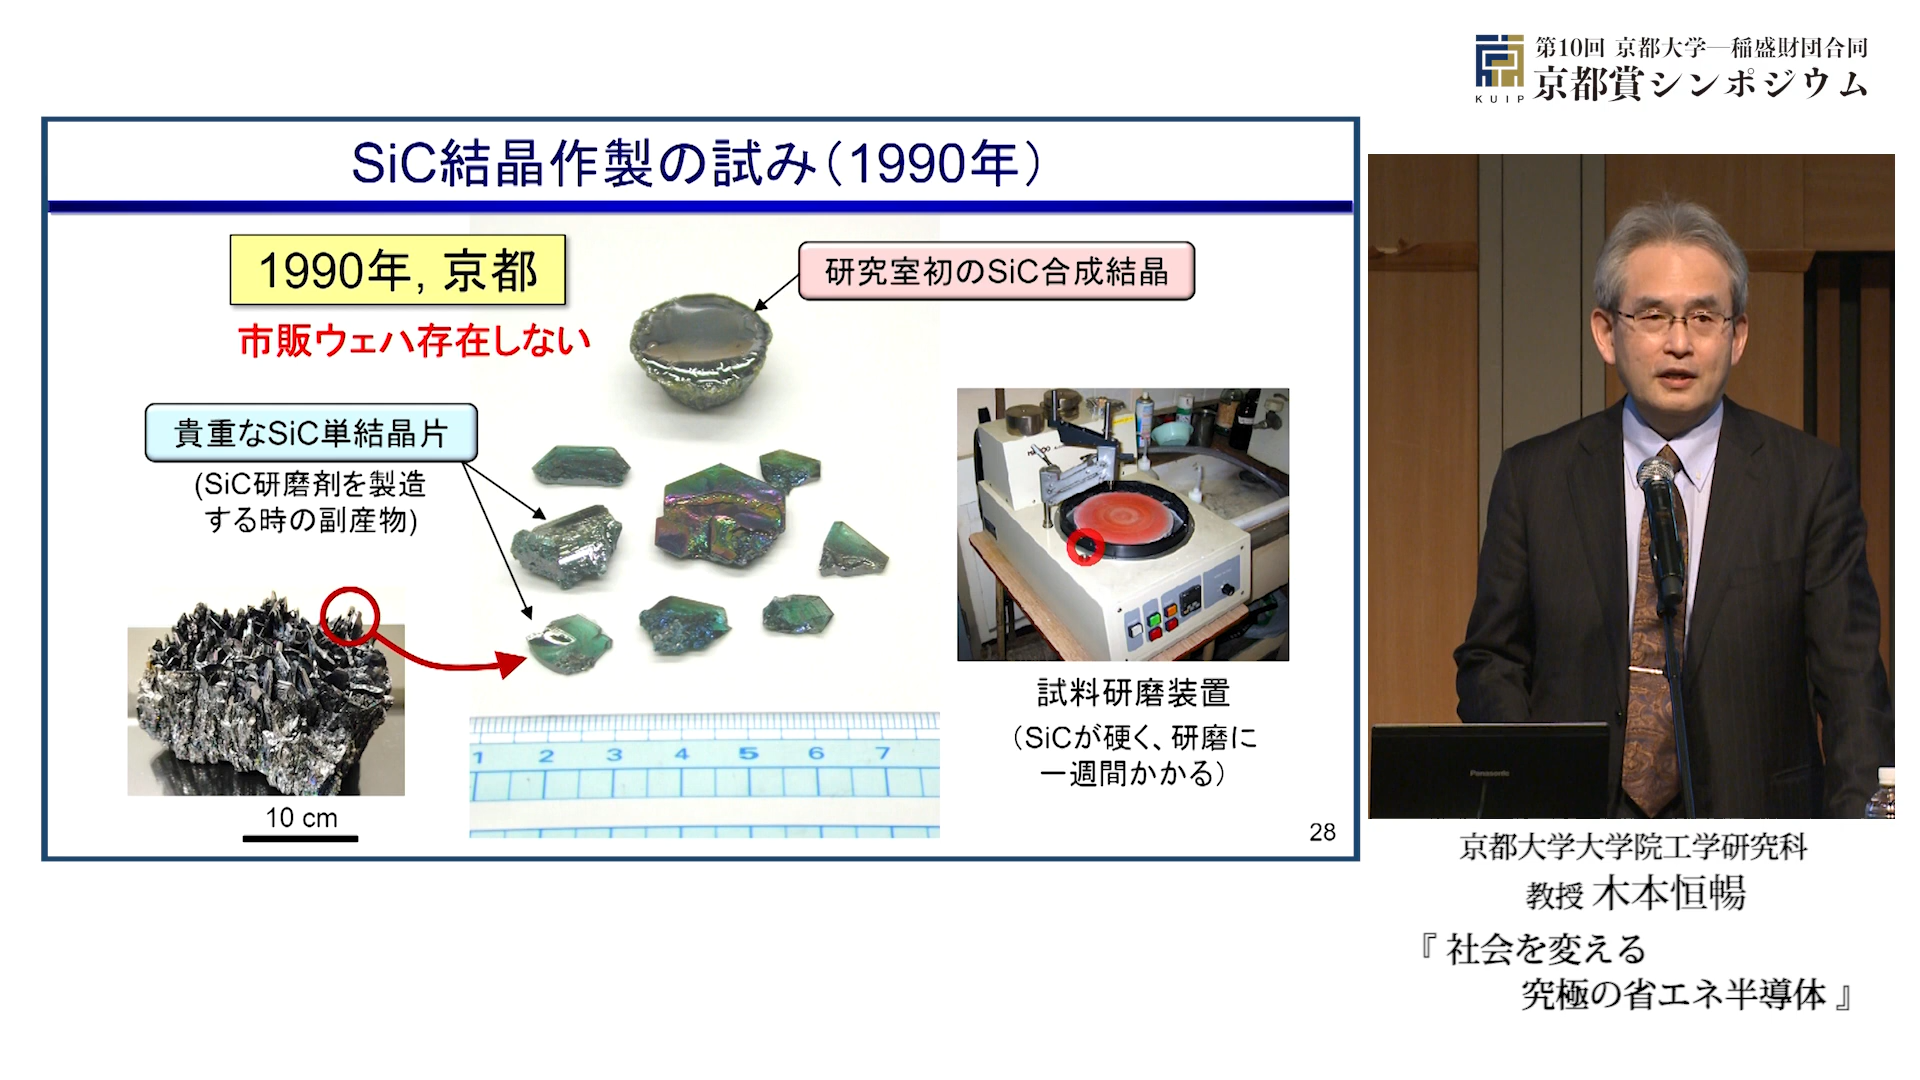 第10回 京都大学―稲盛財団合同
京都賞シンポジウム
KUIP
SiC結晶作製の試み（1990年）
1990年, 京都
市販ウェハ存在しない
研究室初のSiC合成結晶
貴重なSiC単結晶片
(SiC研磨剤を製造
する時の副産物)
10 cm
1 2 3 4 5 6 7
試料研磨装置
（SiCが硬く、研磨に
一週間かかる）
28
Panasonic
京都大学大学院工学研究科
教授 木本恒暢
『 社会を変える
究極の省エネ半導体 』